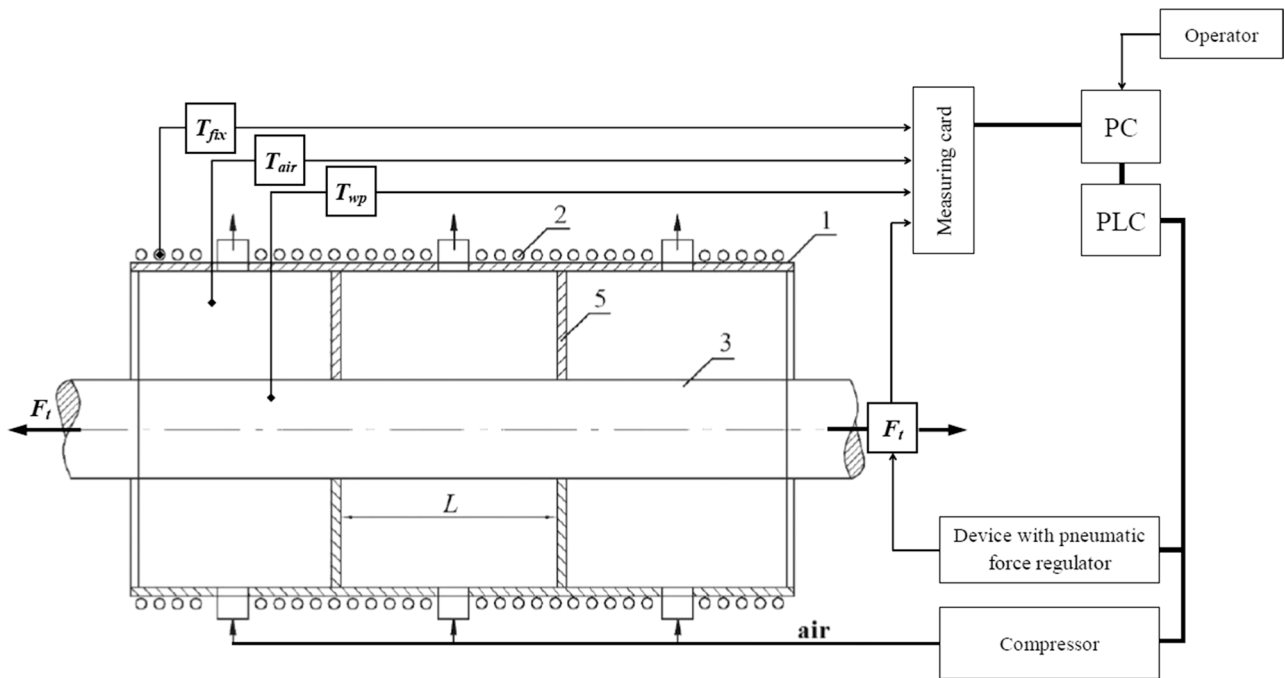 Operator
T_fix
T_air
T_wp
Measuring card
PC
PLC
2
1
5
3
F_t
F_t
L
Device with pneumatic
force regulator
air
Compressor